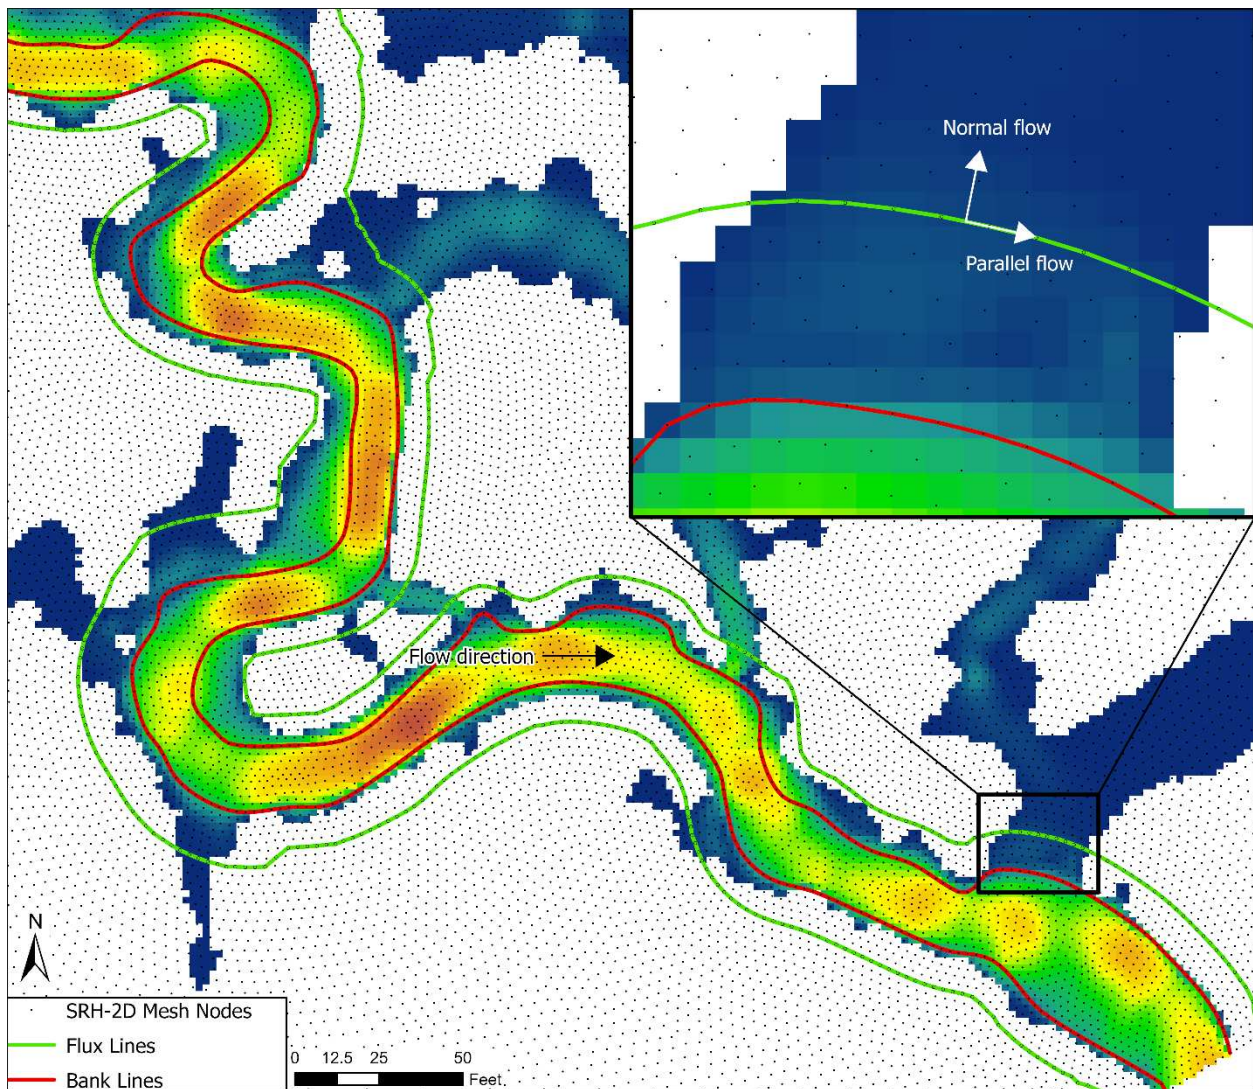 Normal flow
Parallel flow
Flow direction
N
SRH-2D Mesh Nodes
Flux Lines
Bank Lines
0 12.5 25 50
Feet